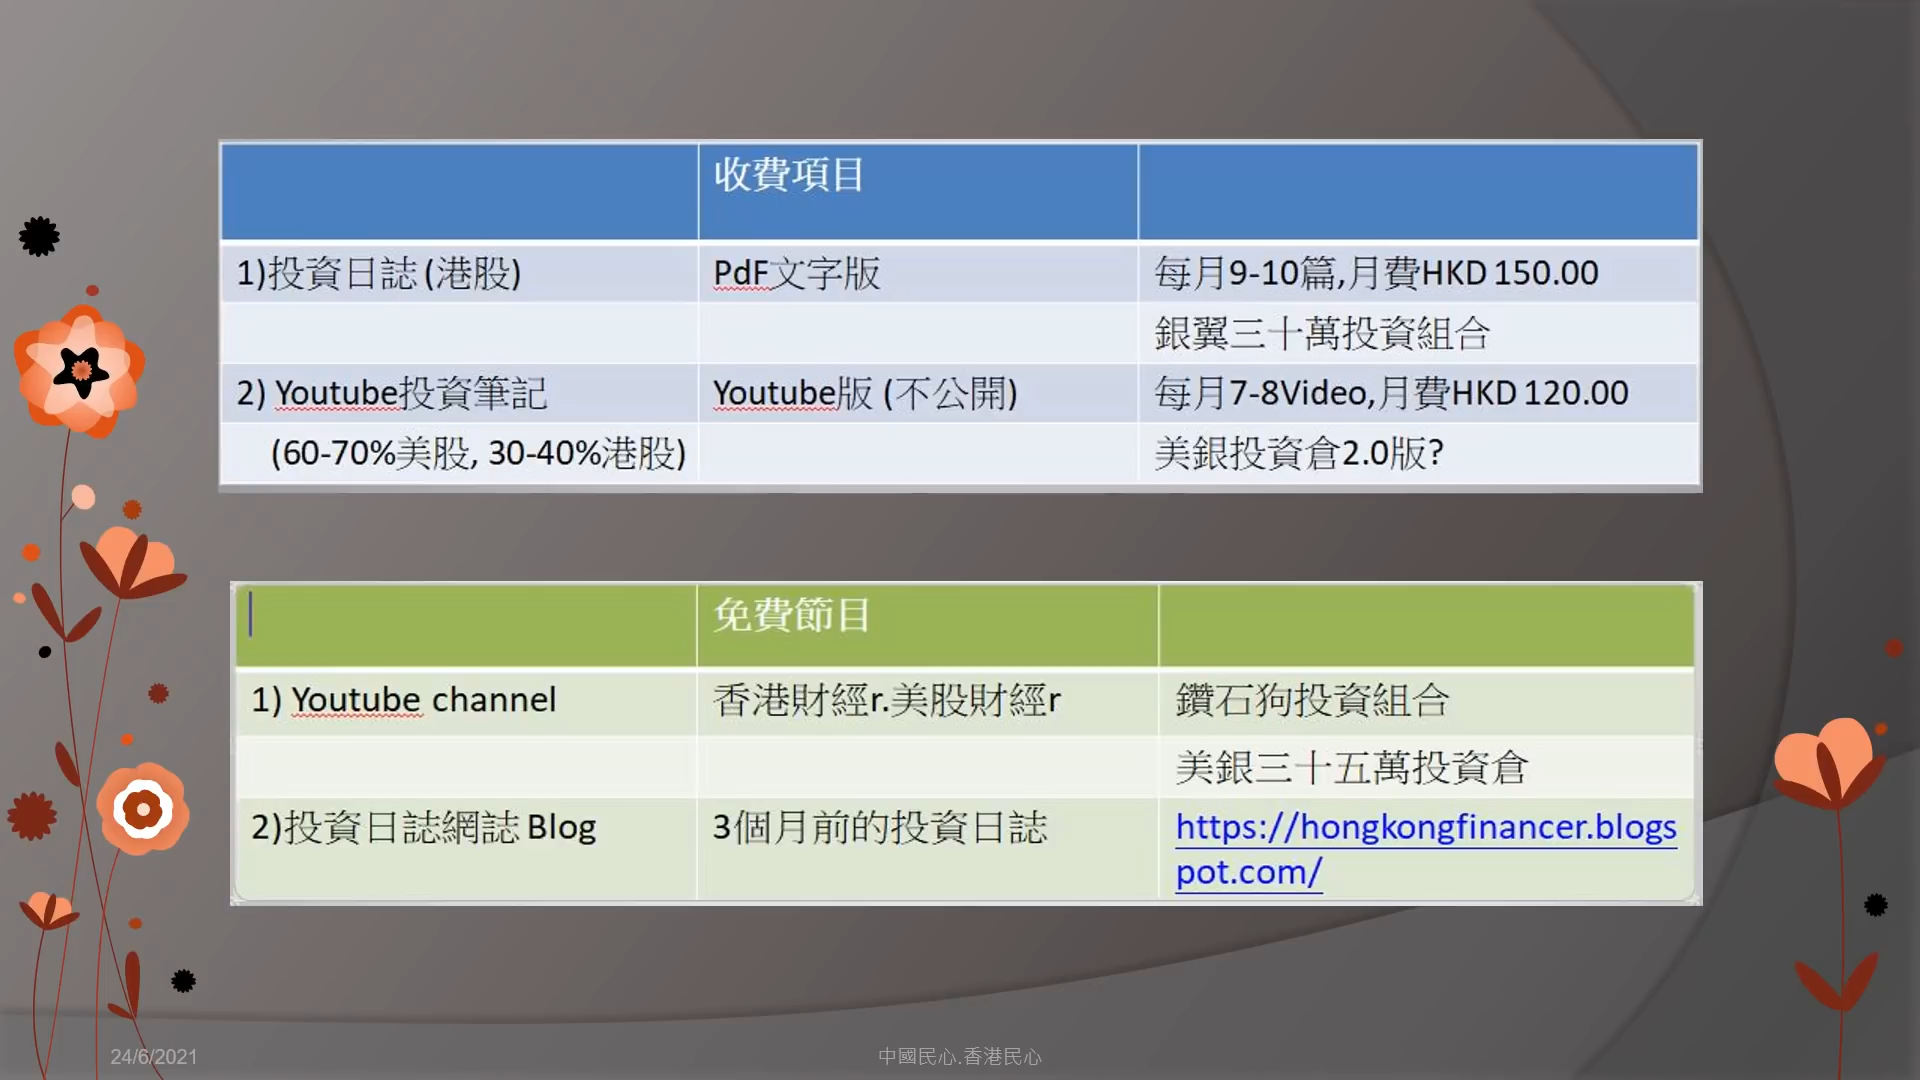 收費項目
1)投資日誌 (港股) PdF文字版 每月9-10篇,月費HKD 150.00
銀翼三十萬投資組合
2) Youtube投資筆記 Youtube版 (不公開) 每月7-8Video,月費HKD 120.00
(60-70%美股, 30-40%港股) 美銀投資倉2.0版?
免費節目
1) Youtube channel 香港財經r.美股財經r 鑽石狗投資組合
美銀三十五萬投資倉
2)投資日誌網誌 Blog 3個月前的投資日誌 https://hongkongfinancer.blogs
pot.com/
24/6/2021 中國民心.香港民心